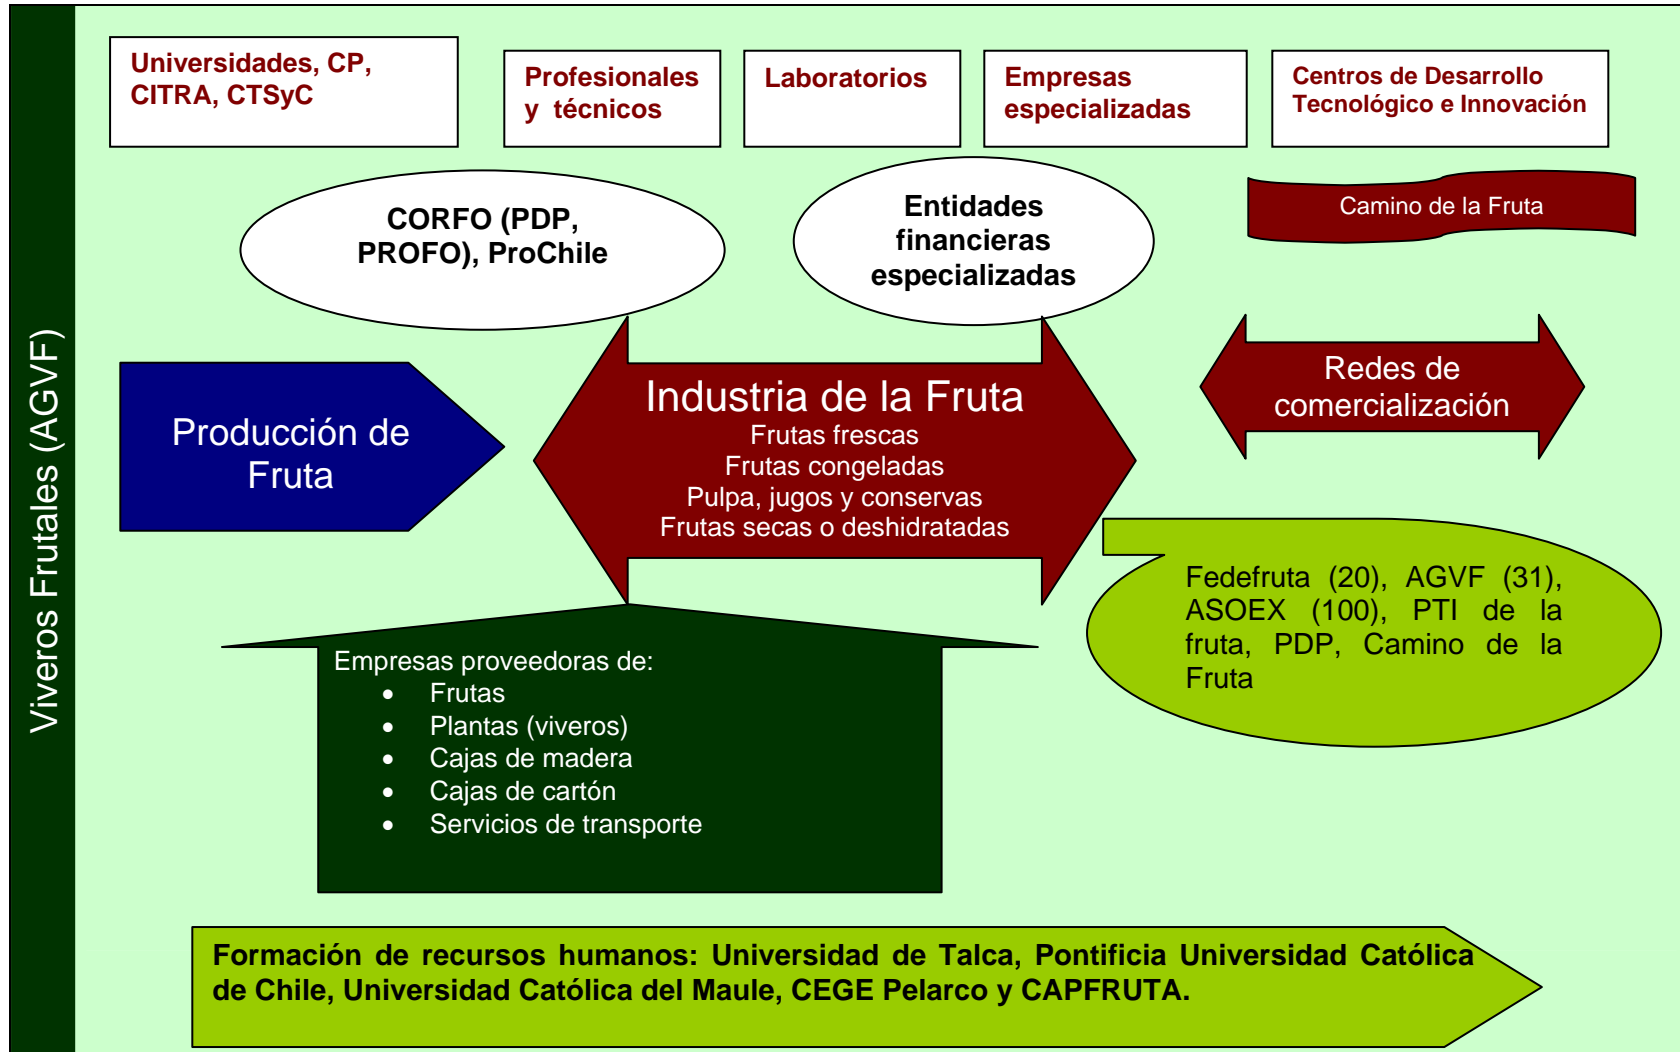 Viveros Frutales (AGVF)
Universidades, CP,
CITRA, CTSyC
Profesionales
y técnicos
Laboratorios
Empresas
especializadas
Centros de Desarrollo
Tecnológico e Innovación
CORFO (PDP,
PROFO), ProChile
Entidades
financieras
especializadas
Camino de la Fruta
Producción de
Fruta
Industria de la Fruta
Frutas frescas
Frutas congeladas
Pulpa, jugos y conservas
Frutas secas o deshidratadas
Redes de
comercialización
Fedefruta (20), AGVF (31),
ASOEX (100), PTI de la
fruta, PDP, Camino de la
Fruta
Empresas proveedoras de:
• Frutas
• Plantas (viveros)
• Cajas de madera
• Cajas de cartón
• Servicios de transporte
Formación de recursos humanos: Universidad de Talca, Pontificia Universidad Católica
de Chile, Universidad Católica del Maule, CEGE Pelarco y CAPFRUTA.